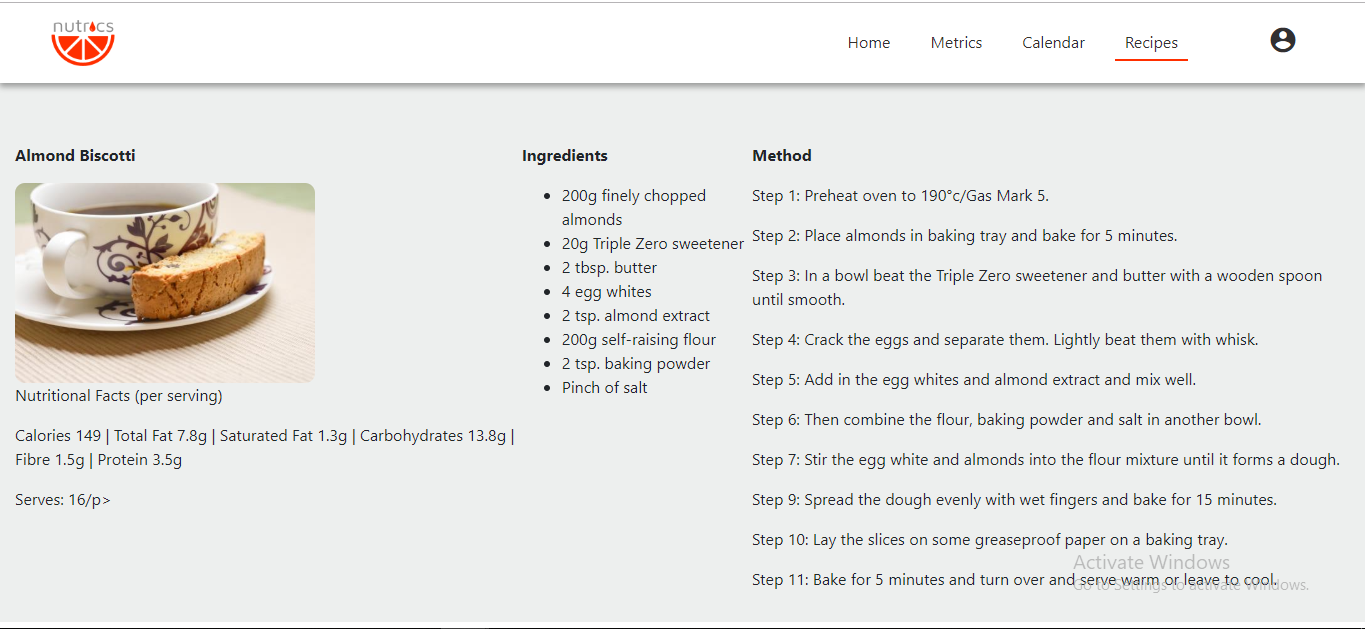 nutrics
Home
Metrics
Calendar
Recipes
Almond Biscotti
Nutritional Facts (per serving)
Calories 149 | Total Fat 7.8g | Saturated Fat 1.3g | Carbohydrates 13.8g |
Fibre 1.5g | Protein 3.5g
Serves: 16/p>
Ingredients
200g finely chopped
almonds
20g Triple Zero sweetener
2 tbsp. butter
4 egg whites
2 tsp. almond extract
200g self-raising flour
2 tsp. baking powder
Pinch of salt
Method
Step 1: Preheat oven to 190°c/Gas Mark 5.
Step 2: Place almonds in baking tray and bake for 5 minutes.
Step 3: In a bowl beat the Triple Zero sweetener and butter with a wooden spoon
until smooth.
Step 4: Crack the eggs and separate them. Lightly beat them with whisk.
Step 5: Add in the egg whites and almond extract and mix well.
Step 6: Then combine the flour, baking powder and salt in another bowl.
Step 7: Stir the egg white and almonds into the flour mixture until it forms a dough.
Step 9: Spread the dough evenly with wet fingers and bake for 15 minutes.
Step 10: Lay the slices on some greaseproof paper on a baking tray.
Step 11: Bake for 5 minutes and turn over and serve warm or leave to cool.
Activate Windows
Go to Settings to activate Windows.